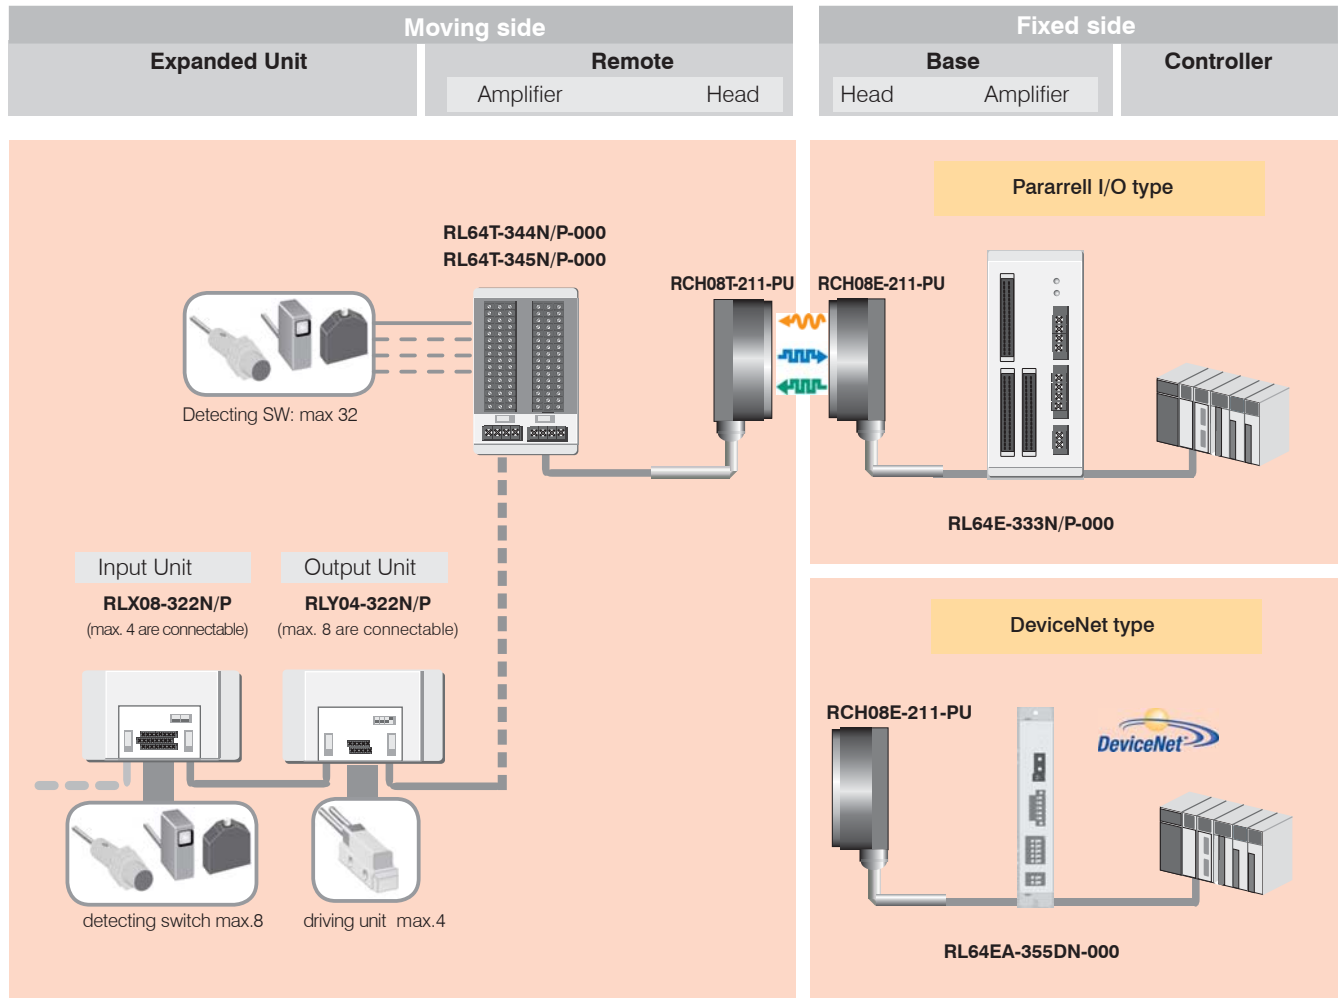 Moving side
Fixed side
Expanded Unit
Remote
Base
Controller
Amplifier
Head
Head
Amplifier
Pararrell I/O type
RL64T-344N/P-000
RL64T-345N/P-000
RCH08T-211-PU
RCH08E-211-PU
Detecting SW: max 32
RL64E-333N/P-000
Input Unit
Output Unit
RLX08-322N/P
RLY04-322N/P
(max. 4 are connectable)
(max. 8 are connectable)
DeviceNet type
RCH08E-211-PU
DeviceNet
detecting switch max.8
driving unit max.4
RL64EA-355DN-000